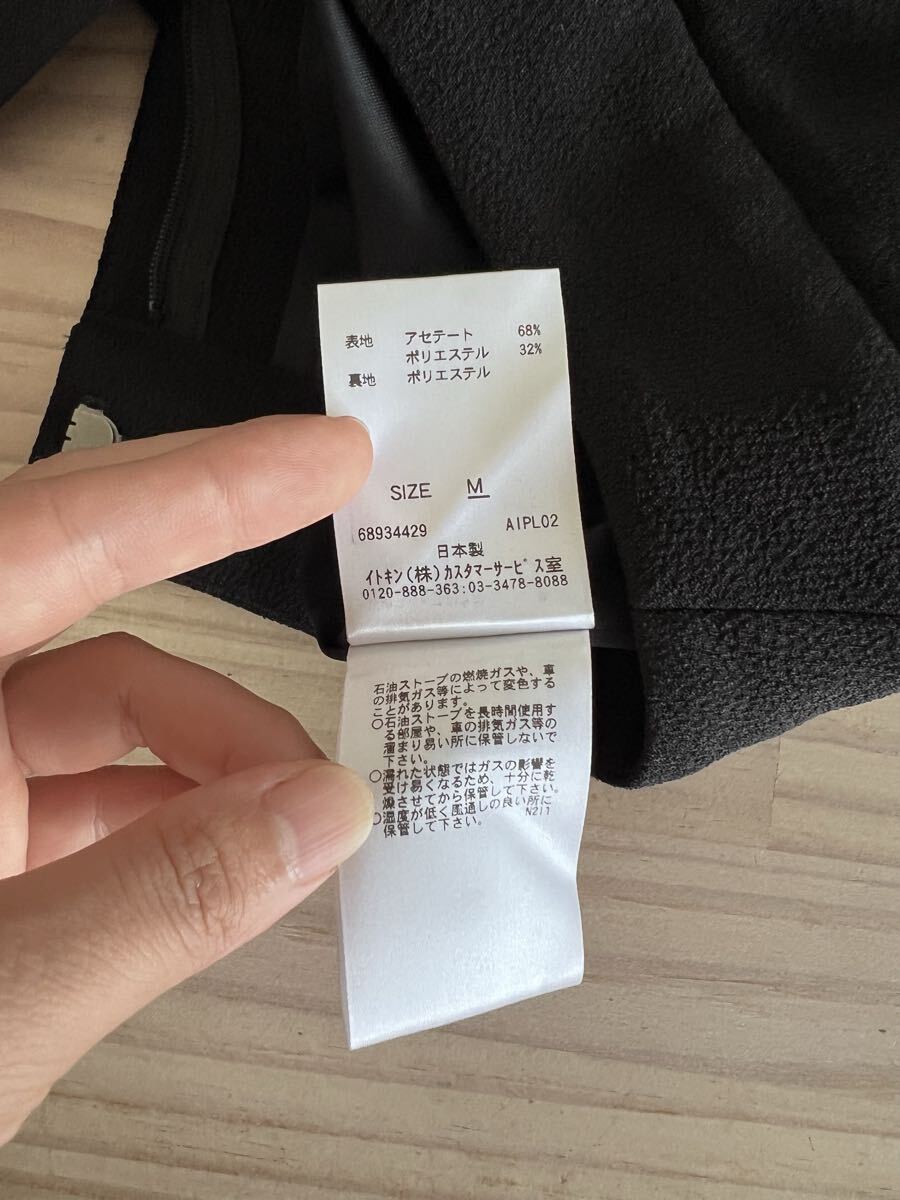 表地 アセテート 68%
ポリエステル 32%
裏地 ポリエステル
SIZE M
68934429 AIPL02
日本製
イトキン(株)カスタマーサービス室
0120-888-363:03-3478-8088
石油ストーブの燃焼ガスや、車
の排気ガス等によって変色する
ことがあります。
○石油ストーブを長時間使用す
る部屋や、車の排気ガス等の
溜まり易い所に保管しないで
下さい。
○濡れた状態ではガスの影響を
受け易くなるため、十分に乾
燥させてから保管して下さい。
○湿度が低く風通しの良い所に
保管して下さい。 N211